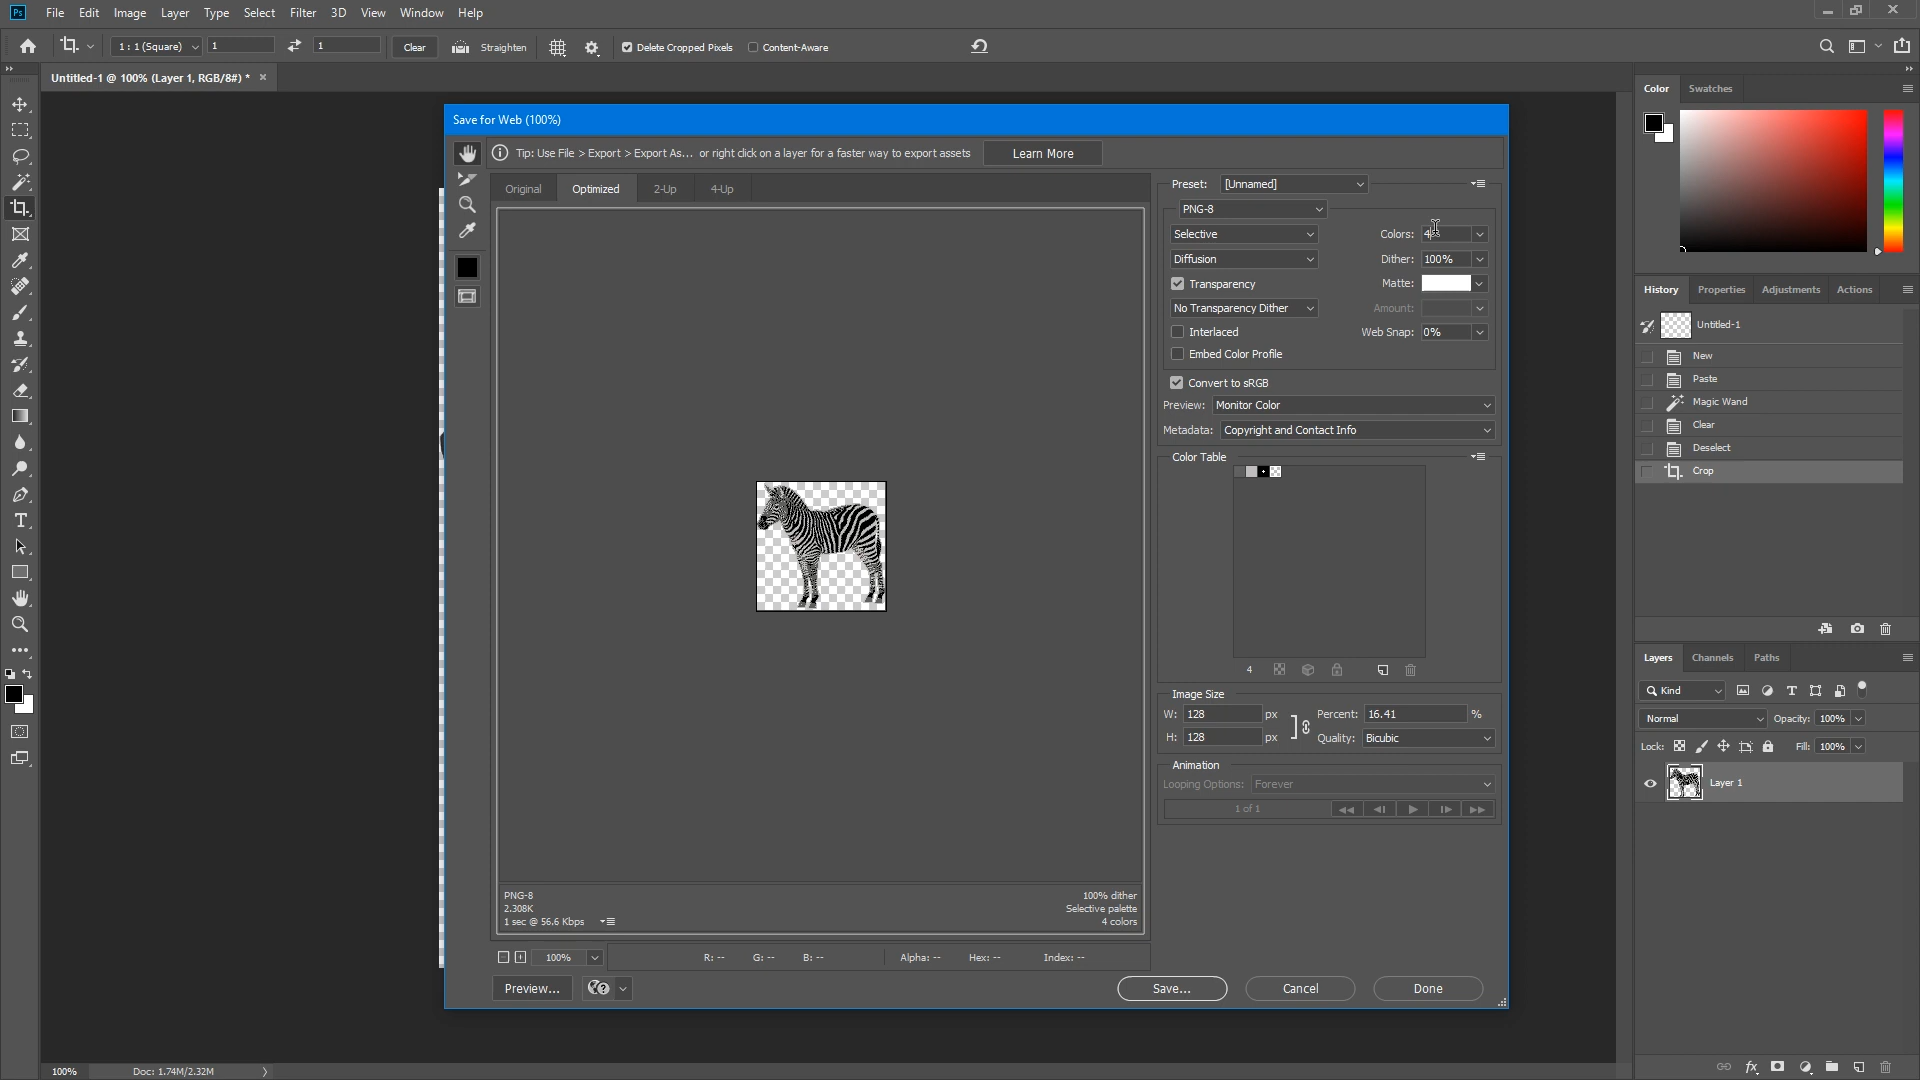 Ps File Edit Image Layer Type Select Filter 3D View Window Help
1 : 1 (Square) 1 1 Clear Straighten Delete Cropped Pixels Content-Aware
Untitled-1 @ 100% (Layer 1, RGB/8#) *
Save for Web (100%)
Tip: Use File > Export > Export As... or right click on a layer for a faster way to export assets Learn More
Original Optimized 2-Up 4-Up
Preset: [Unnamed]
PNG-8
Selective Colors: 4
Diffusion Dither: 100%
Transparency Matte:
No Transparency Dither Amount:
Interlaced Web Snap: 0%
Embed Color Profile
Convert to sRGB
Preview: Monitor Color
Metadata: Copyright and Contact Info
Color Table
4
Image Size
W: 128 px Percent: 16.41 %
H: 128 px Quality: Bicubic
Animation
Looping Options: Forever
1 of 1
PNG-8 100% dither
2.308K Selective palette
1 sec @ 56.6 Kbps 4 colors
100% R: -- G: -- B: -- Alpha: -- Hex: -- Index: --
Preview... Save... Cancel Done
Color Swatches
History Properties Adjustments Actions
Untitled-1
New
Paste
Magic Wand
Clear
Deselect
Crop
Layers Channels Paths
Kind
Normal Opacity: 100%
Lock: Fill: 100%
Layer 1
100% Doc: 1.74M/2.32M